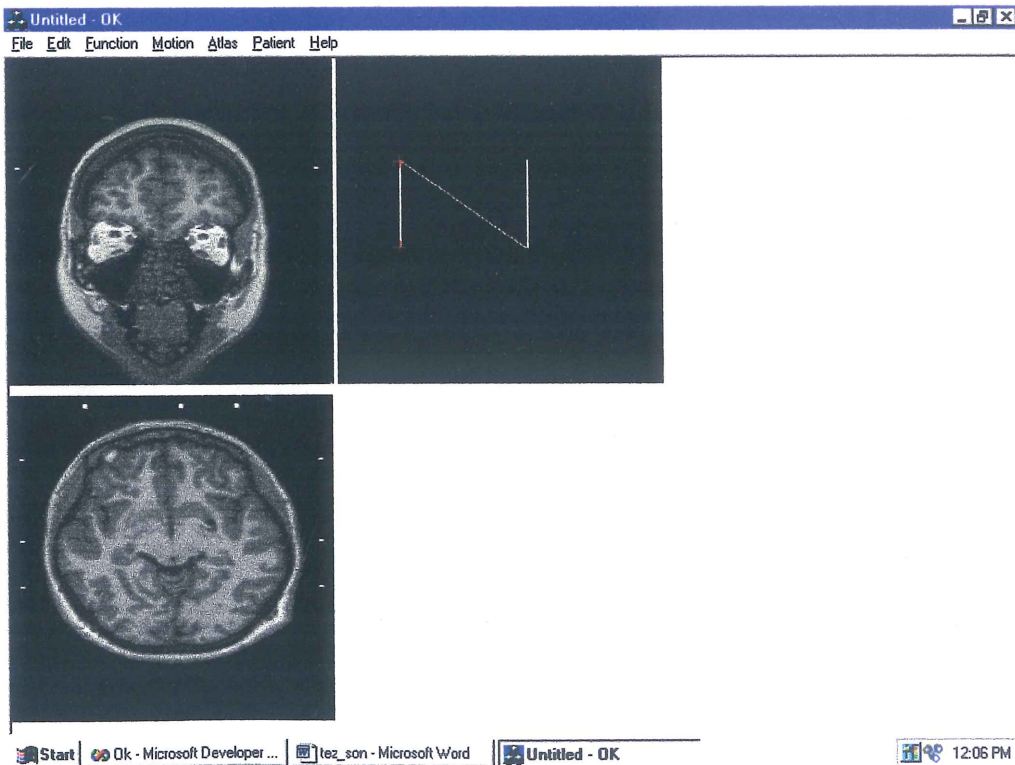 Untitled - OK
File Edit Function Motion Atlas Patient Help
Start Ok - Microsoft Developer ... tez_son - Microsoft Word Untitled - OK 12:06 PM